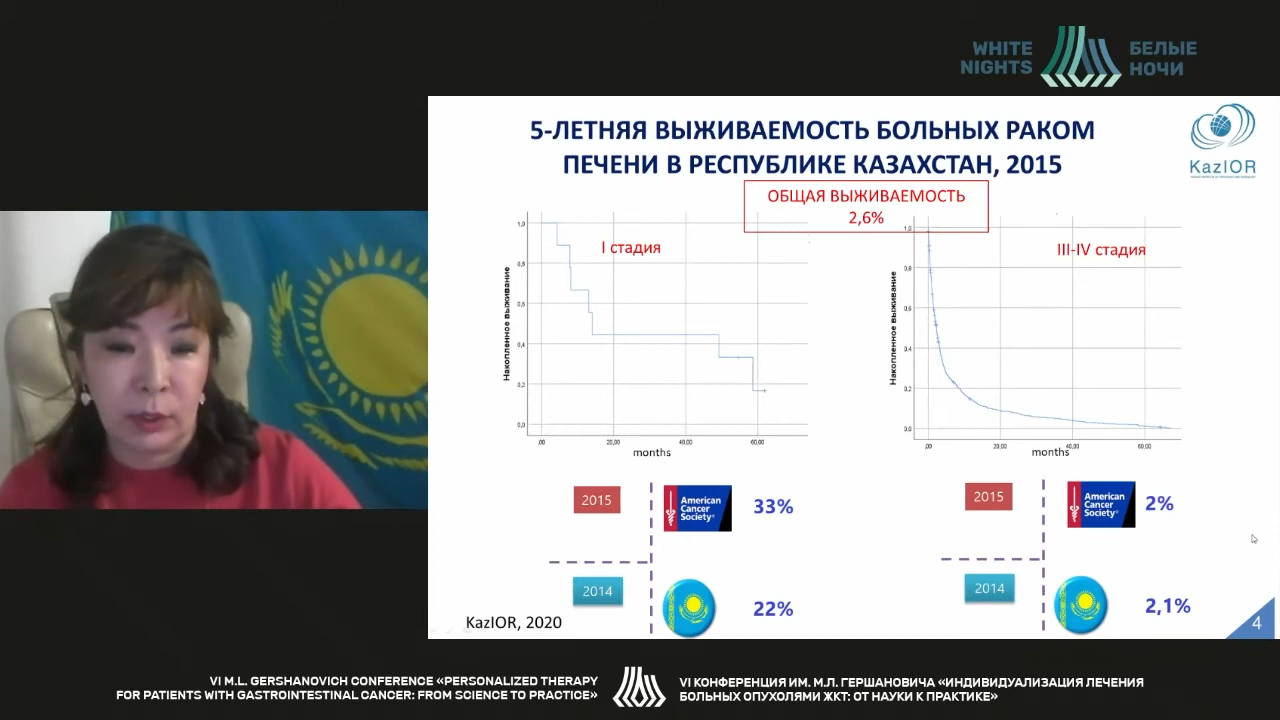 WHITE
NIGHTS
БЕЛЫЕ
НОЧИ
5-ЛЕТНЯЯ ВЫЖИВАЕМОСТЬ БОЛЬНЫХ РАКОМ
ПЕЧЕНИ В РЕСПУБЛИКЕ КАЗАХСТАН, 2015
KazIOR
ОБЩАЯ ВЫЖИВАЕМОСТЬ
2,6%
I стадия
Накопленное выживание
1,0
0,8
0,6
0,4
0,2
0,0
,00
20,00
40,00
60,00
months
III-IV стадия
Накопленное выживание
1,0
0,8
0,6
0,4
0,2
0,0
,00
20,00
40,00
60,00
months
2015
American
Cancer
Society®
33%
2014
22%
2015
American
Cancer
Society®
2%
2014
2,1%
KazIOR, 2020
4
VI M.L. GERSHANOVICH CONFERENCE «PERSONALIZED THERAPY
FOR PATIENTS WITH GASTROINTESTINAL CANCER: FROM SCIENCE TO PRACTICE»
VI КОНФЕРЕНЦИЯ ИМ. М.Л. ГЕРШАНОВИЧА «ИНДИВИДУАЛИЗАЦИЯ ЛЕЧЕНИЯ
БОЛЬНЫХ ОПУХОЛЯМИ ЖКТ: ОТ НАУКИ К ПРАКТИКЕ»